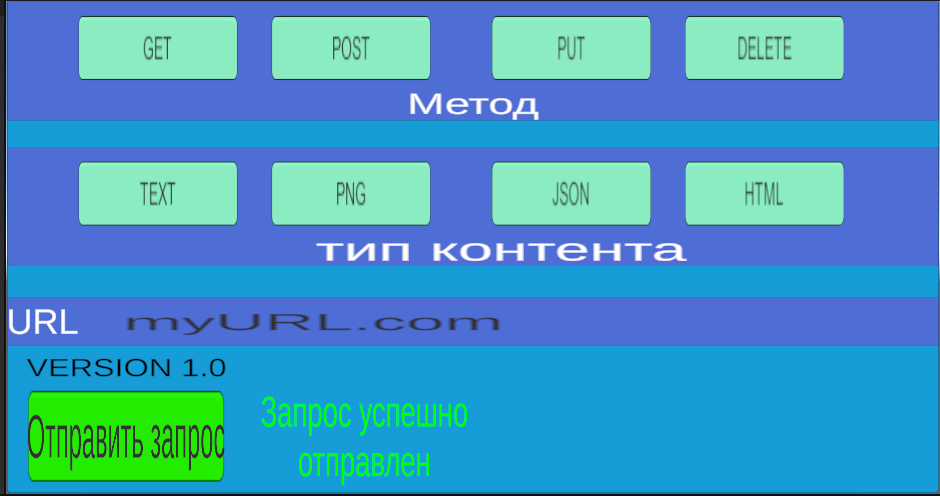 GET POST PUT DELETE
Метод
TEXT PNG JSON HTML
тип контента
URL myURL.com
VERSION 1.0
Отправить запрос
Запрос успешно
отправлен